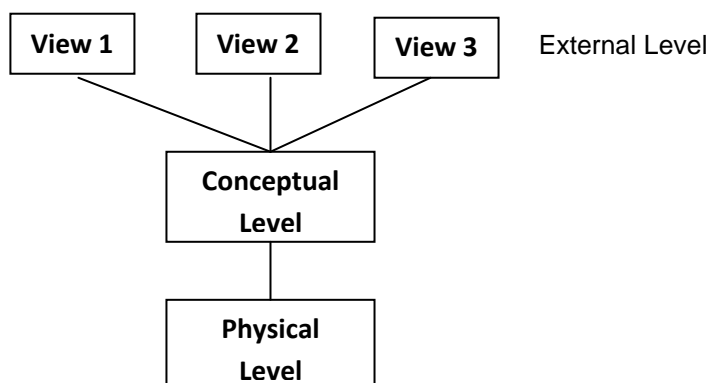 View 1 View 2 View 3 External Level
Conceptual
Level
Physical
Level